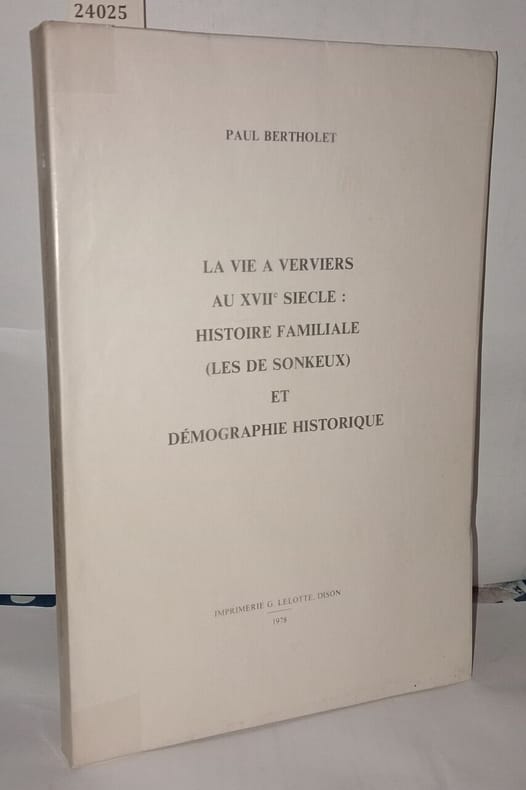 24025
PAUL BERTHOLET
LA VIE A VERVIERS
AU XVIIe SIECLE :
HISTOIRE FAMILIALE
(LES DE SONKEUX)
ET
DÉMOGRAPHIE HISTORIQUE
IMPRIMERIE G. LELOTTE, DISON
1978